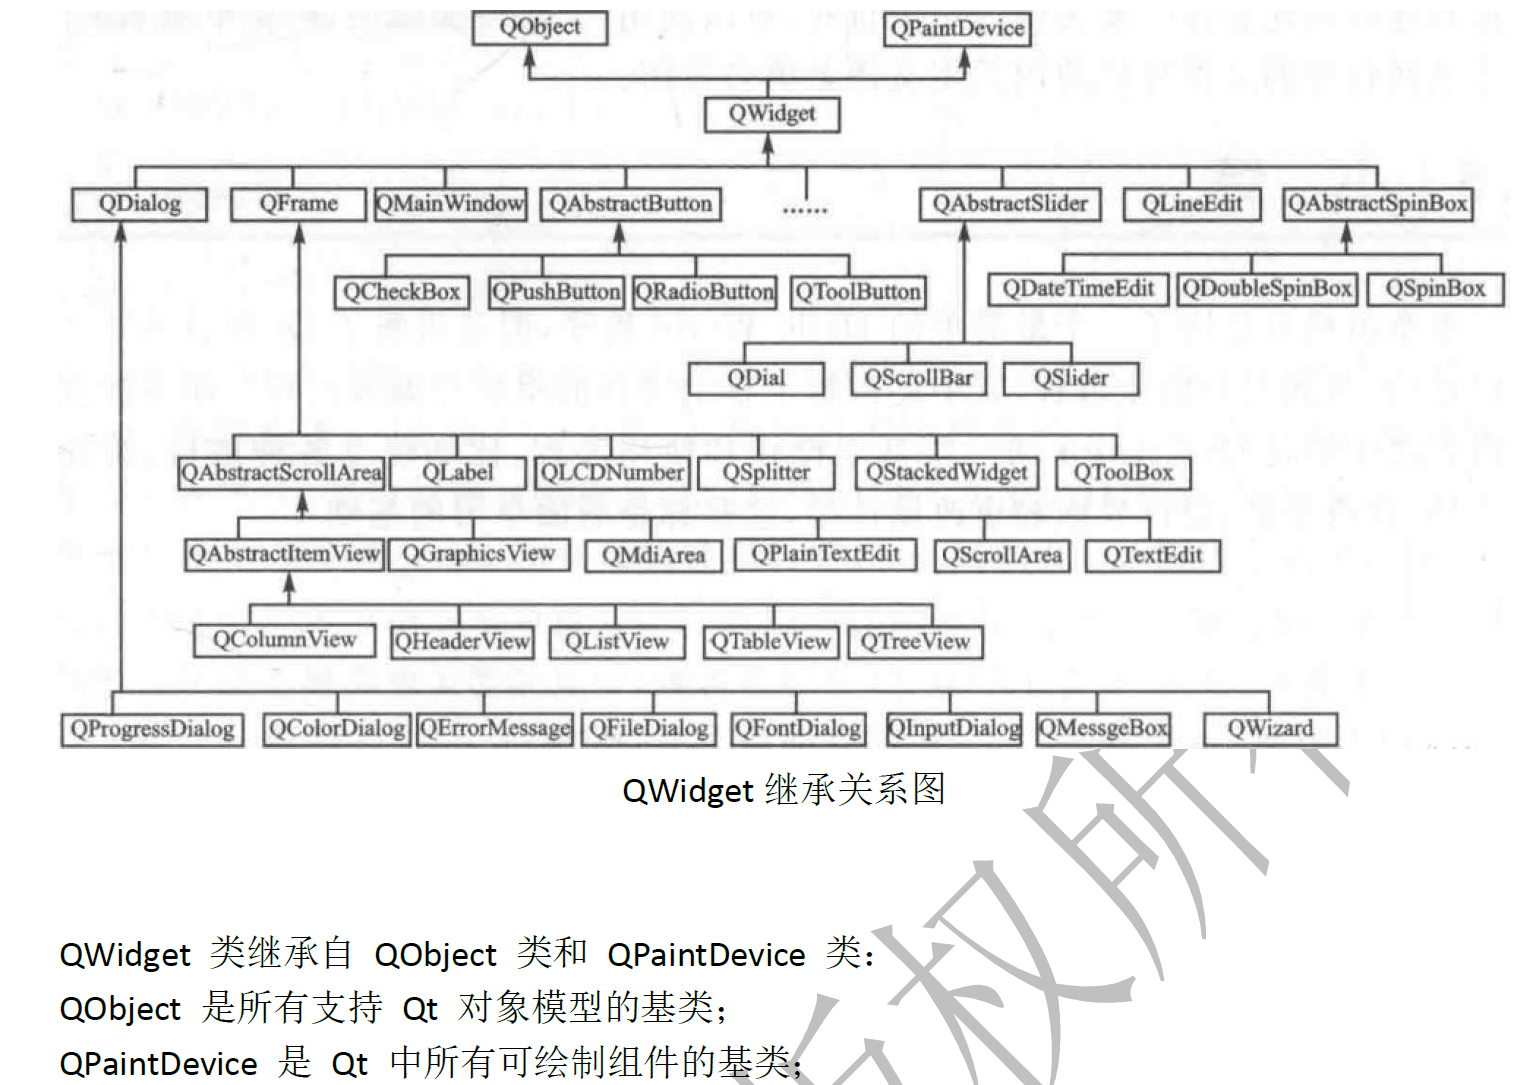 QObject QPaintDevice
QWidget
QDialog QFrame QMainWindow QAbstractButton ...... QAbstractSlider QLineEdit QAbstractSpinBox
QCheckBox QPushButton QRadioButton QToolButton QDateTimeEdit QDoubleSpinBox QSpinBox
QDial QScrollBar QSlider
QAbstractScrollArea QLabel QLCDNumber QSplitter QStackedWidget QToolBox
QAbstractItemView QGraphicsView QMdiArea QPlainTextEdit QScrollArea QTextEdit
QColumnView QHeaderView QListView QTableView QTreeView
QProgressDialog QColorDialog QErrorMessage QFileDialog QFontDialog QInputDialog QMessgeBox QWizard
QWidget 继承关系图
QWidget 类继承自 QObject 类和 QPaintDevice 类:
QObject 是所有支持 Qt 对象模型的基类;
QPaintDevice 是 Qt 中所有可绘制组件的基类;
版权所有